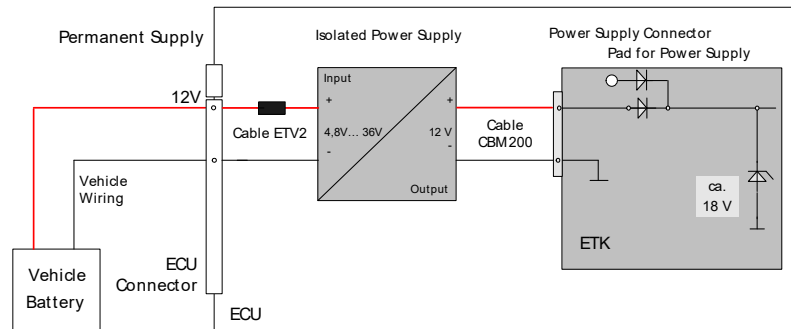 Permanent Supply
Isolated Power Supply
Power Supply Connector
Pad for Power Supply
Input
12V
+
+
Cable ETV2
4,8V... 36V
12 V
Cable
CBM200
-
-
Vehicle
Wiring
Output
ca.
18 V
ETK
ECU
Connector
Vehicle
Battery
ECU